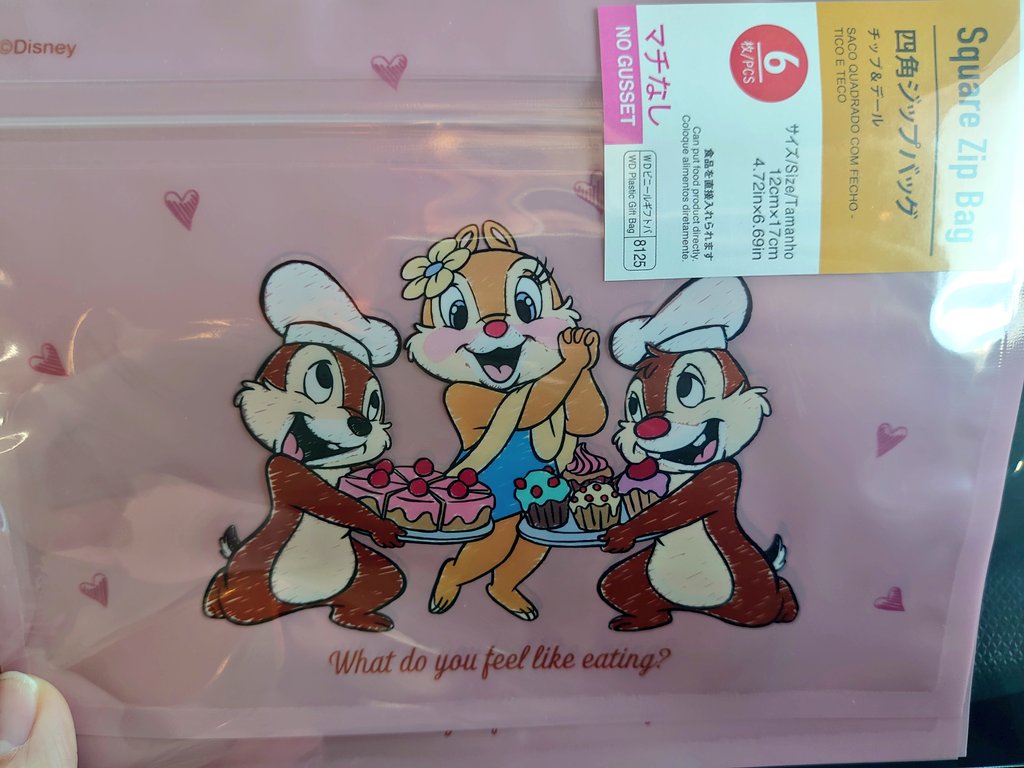 ©Disney
Square Zip Bag
四角ジップバッグ
チップ&デール
SACO QUADRADO COM FECHO -
TICO E TECO
6
枚/PCS
サイズ/Size/Tamanho
12cm×17cm
4.72in×6.69in
マチなし
NO GUSSET
食品を直接入れられます
Can put food product directly.
Coloque alimentos diretamente.
WDビニールギフトバ
WD Plastic Gift Bag
8125
What do you feel like eating?